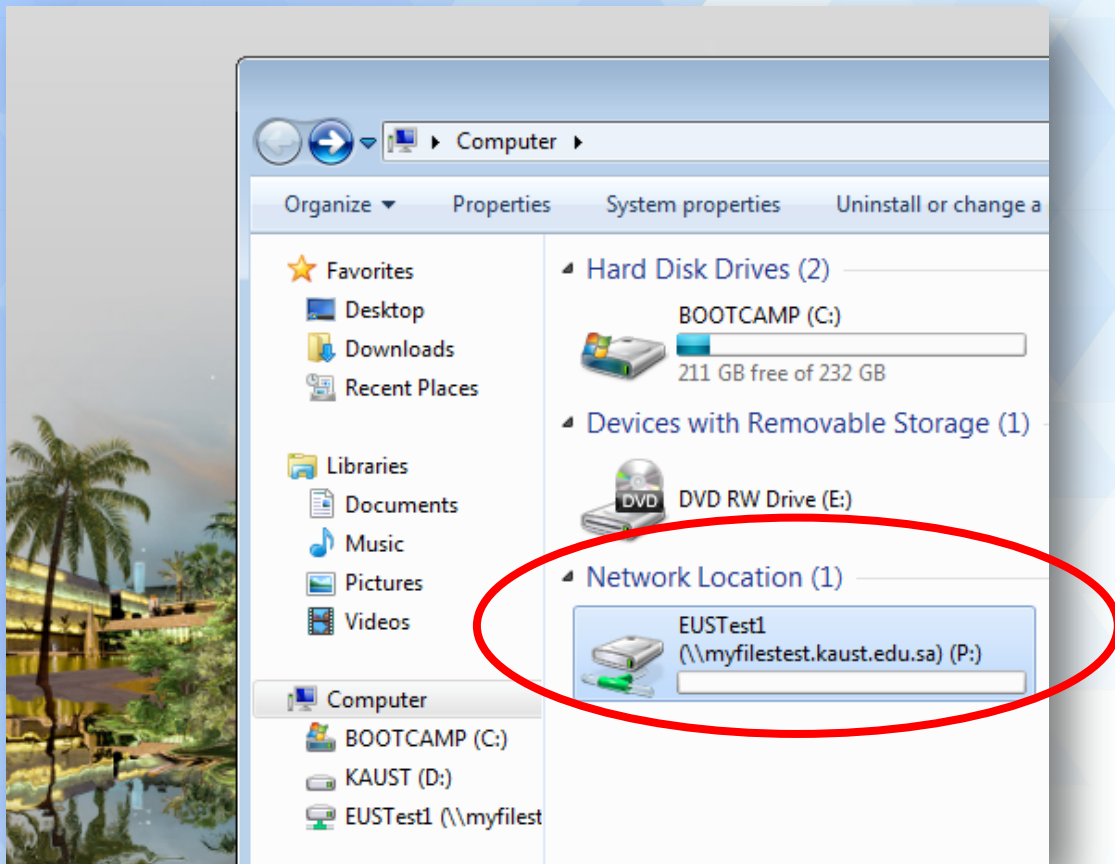 Computer
Organize Properties System properties Uninstall or change a
Favorites
Desktop
Downloads
Recent Places
Libraries
Documents
Music
Pictures
Videos
Computer
BOOTCAMP (C:)
KAUST (D:)
EUSTest1 (\\myfilest
Hard Disk Drives (2)
BOOTCAMP (C:)
211 GB free of 232 GB
Devices with Removable Storage (1)
DVD
DVD RW Drive (E:)
Network Location (1)
EUSTest1
(\\myfilestest.kaust.edu.sa) (P:)